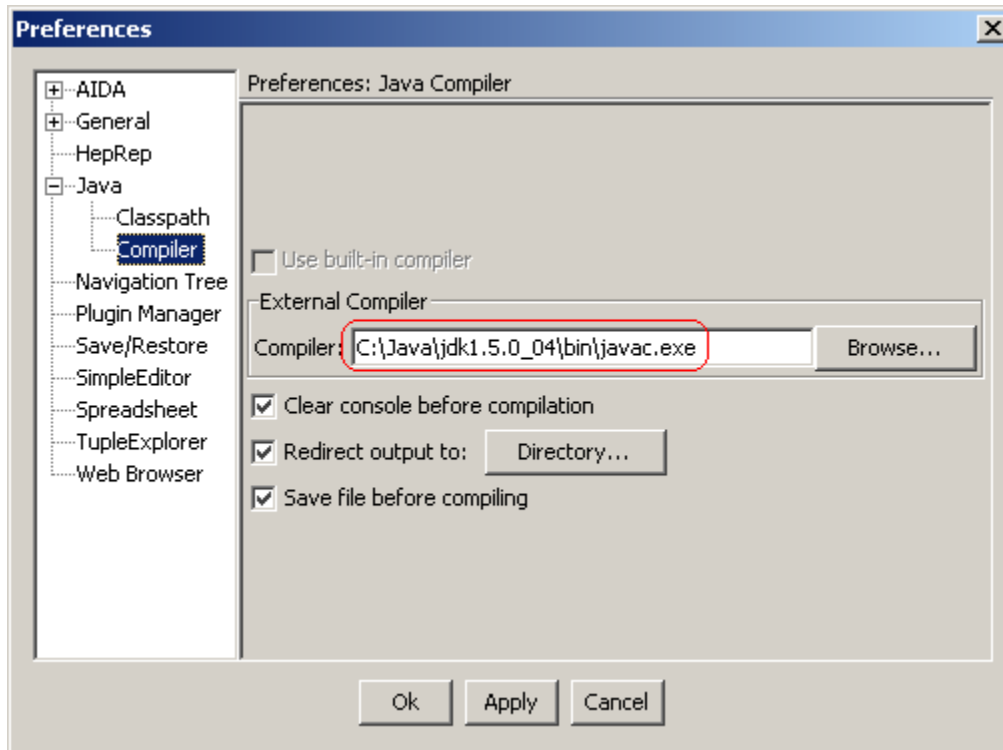 Preferences
AIDA
General
HepRep
Java
Classpath
Compiler
Navigation Tree
Plugin Manager
Save/Restore
SimpleEditor
Spreadsheet
TupleExplorer
Web Browser
Preferences: Java Compiler
Use built-in compiler
External Compiler
Compiler: C:\Java\jdk1.5.0_04\bin\javac.exe Browse...
Clear console before compilation
Redirect output to: Directory...
Save file before compiling
Ok Apply Cancel